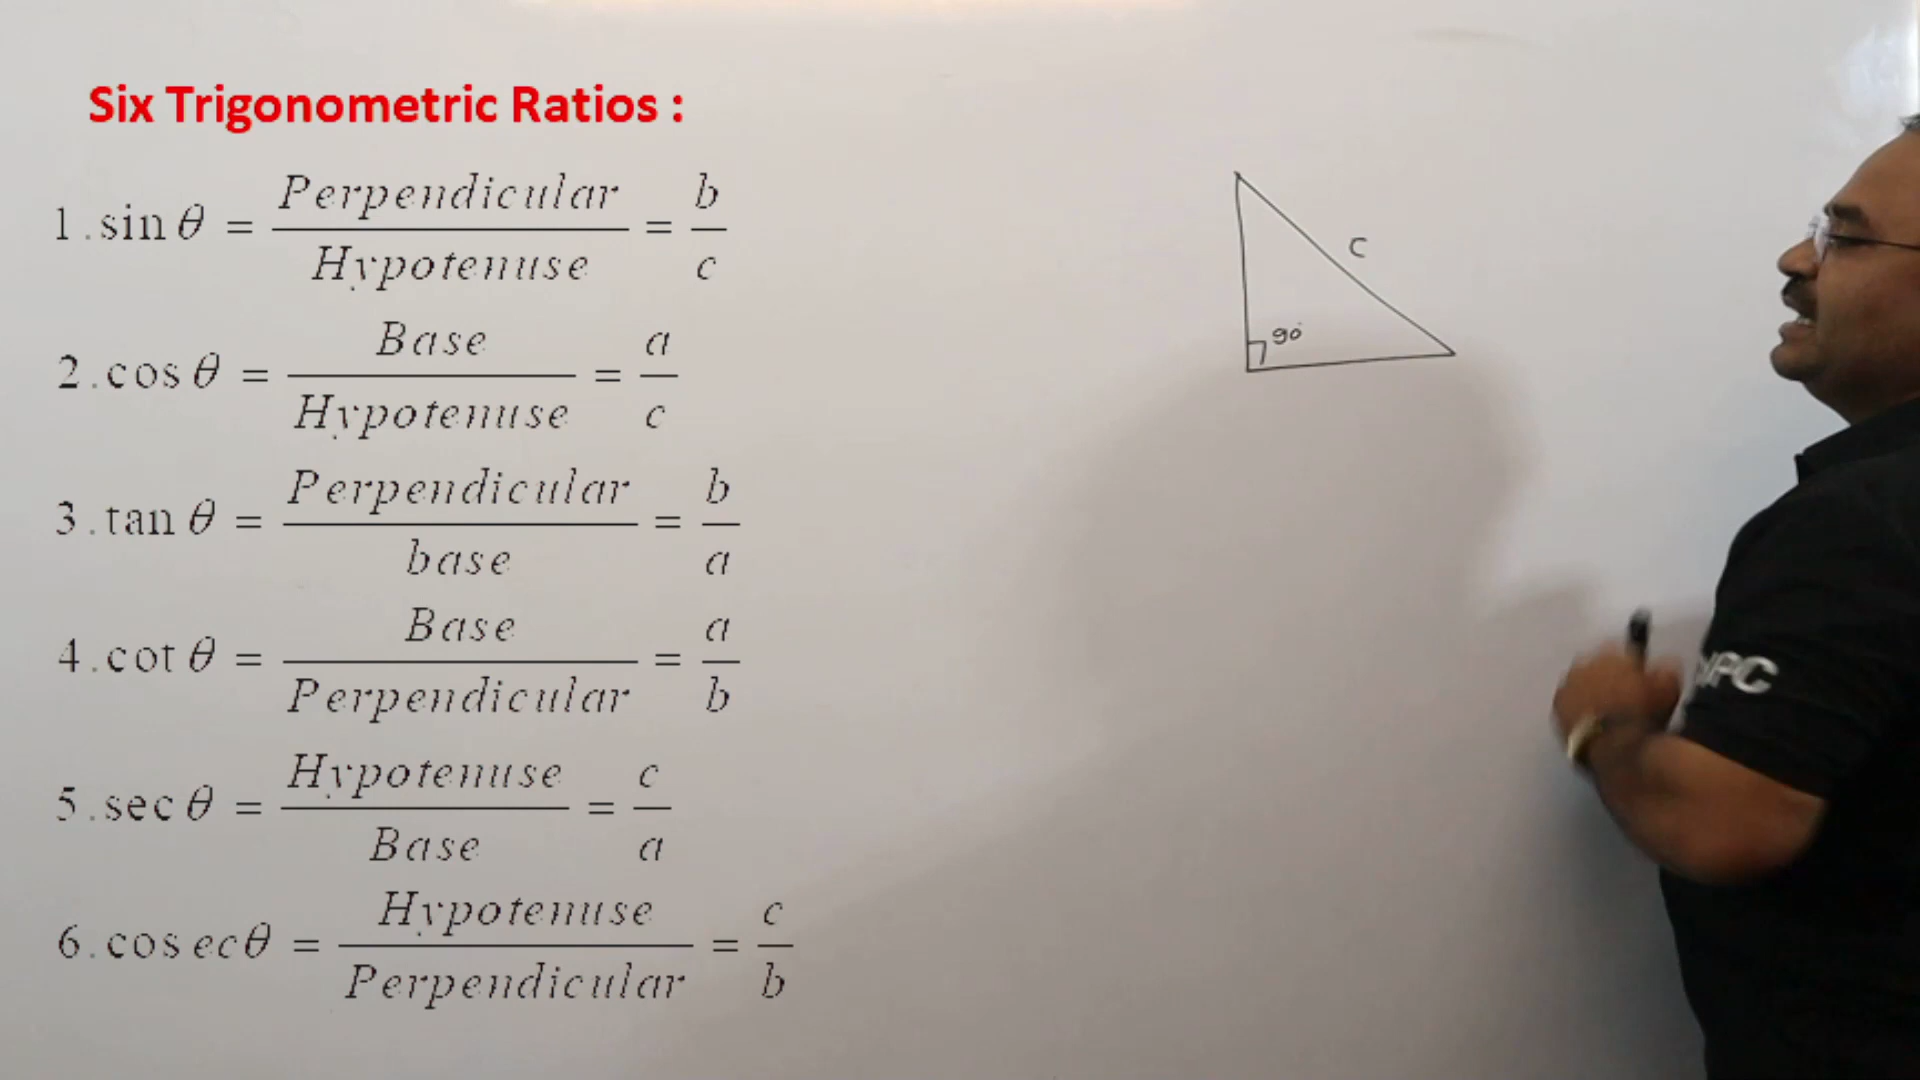 Six Trigonometric Ratios :
1.sin θ = Perpendicular / Hypotenuse = b / c
2.cos θ = Base / Hypotenuse = a / c
3.tan θ = Perpendicular / base = b / a
4.cot θ = Base / Perpendicular = a / b
5.sec θ = Hypotenuse / Base = c / a
6.cos ecθ = Hypotenuse / Perpendicular = c / b
c
90°